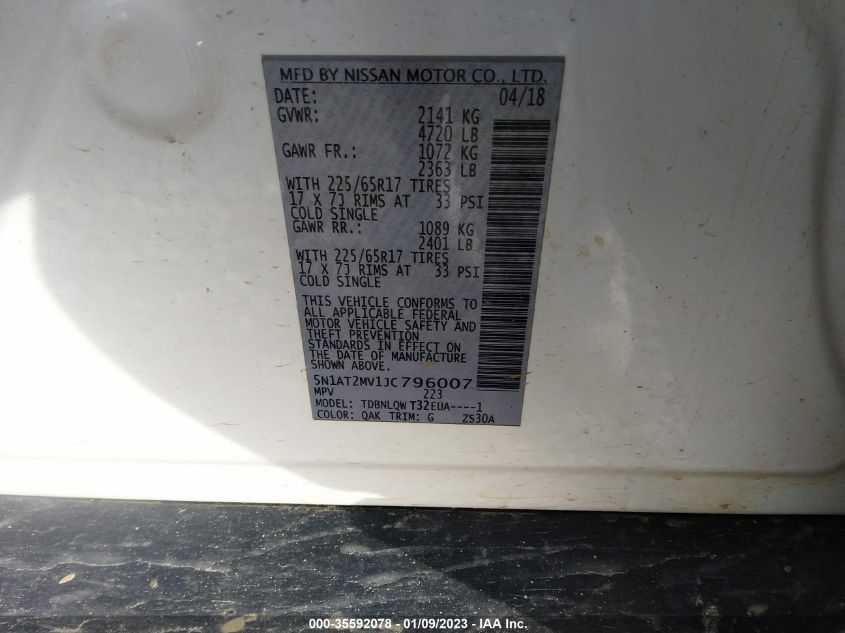 MFD BY NISSAN MOTOR CO., LTD.
DATE: 04/18
GVWR: 2141 KG
4720 LB
GAWR FR.: 1072 KG
2363 LB
WITH 225/65R17 TIRES
17 X 7J RIMS AT 33 PSI
COLD SINGLE
GAWR RR.: 1089 KG
2401 LB
WITH 225/65R17 TIRES
17 X 7J RIMS AT 33 PSI
COLD SINGLE
THIS VEHICLE CONFORMS TO
ALL APPLICABLE FEDERAL
MOTOR VEHICLE SAFETY AND
THEFT PREVENTION
STANDARDS IN EFFECT ON
THE DATE OF MANUFACTURE
SHOWN ABOVE.
5N1AT2MV1JC796007
MPV 223
MODEL: TDBNLQW T32EUA----1
COLOR: QAK TRIM: G ZS30A
000-35592078 - 01/09/2023 - IAA Inc.